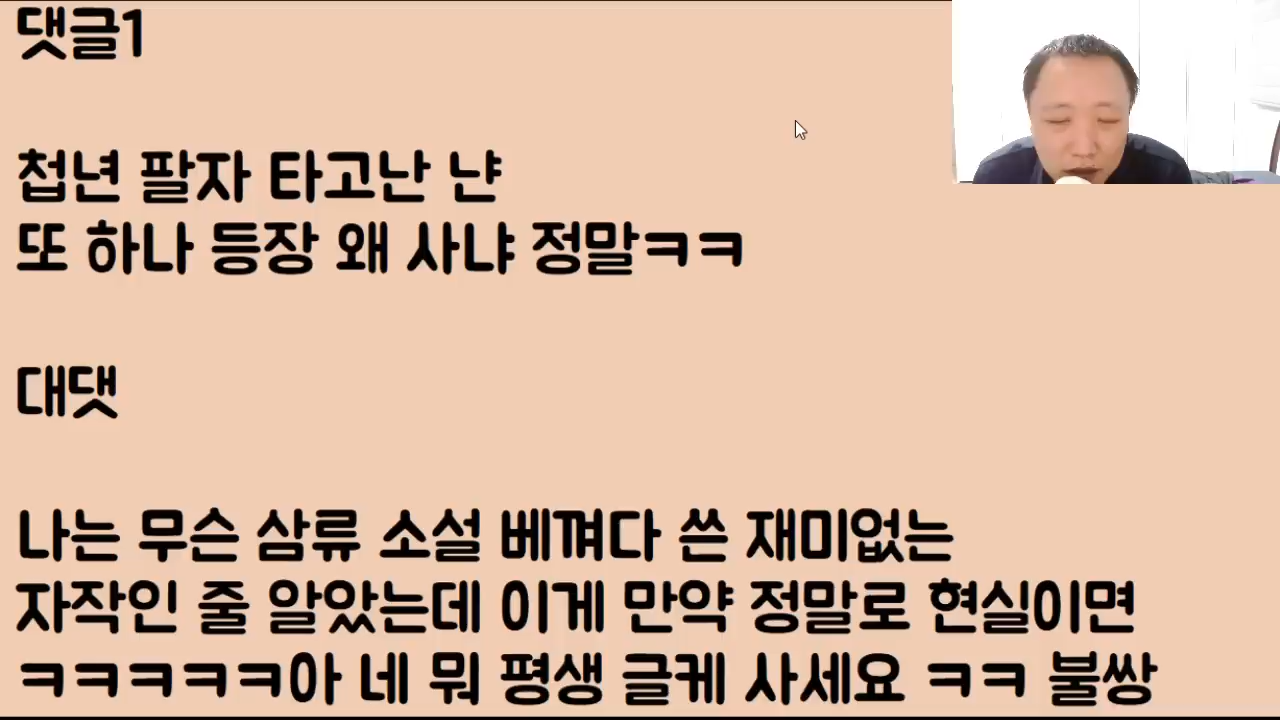 댓글1
첩년 팔자 타고난 냔
또 하나 등장 왜 사냐 정말ㅋㅋ
대댓
나는 무슨 삼류 소설 베껴다 쓴 재미없는
자작인 줄 알았는데 이게 만약 정말로 현실이면
ㅋㅋㅋㅋㅋ아 네 뭐 평생 글케 사세요 ㅋㅋ 불쌍